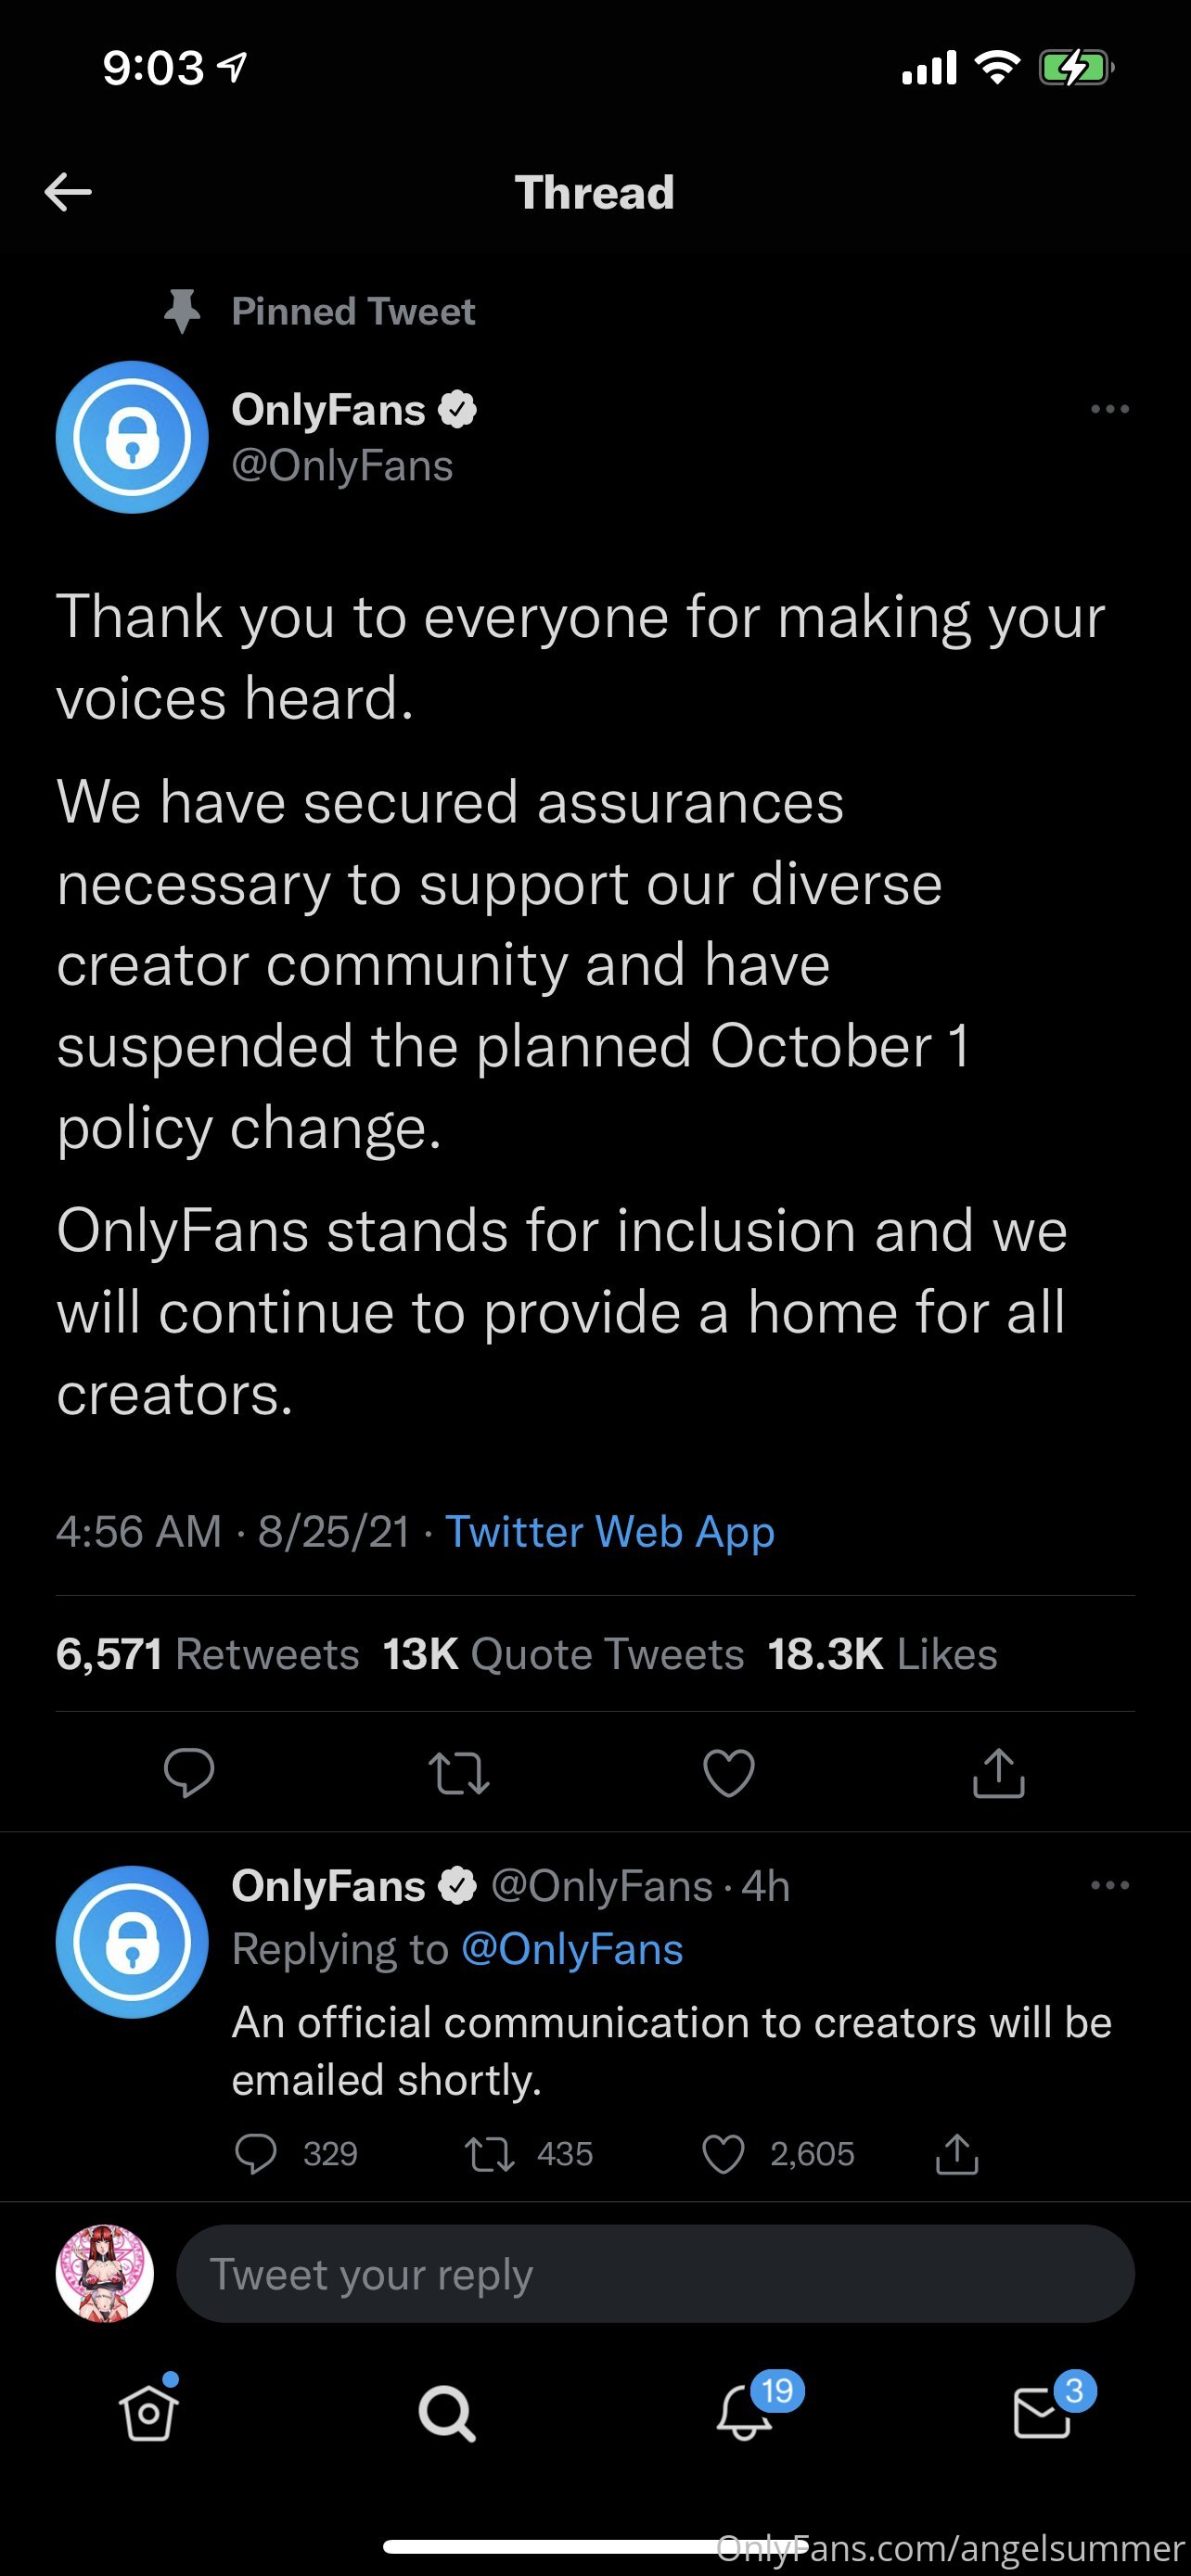 9:03
Thread
Pinned Tweet
OnlyFans
@OnlyFans
Thank you to everyone for making your
voices heard.
We have secured assurances
necessary to support our diverse
creator community and have
suspended the planned October 1
policy change.
OnlyFans stands for inclusion and we
will continue to provide a home for all
creators.
4:56 AM · 8/25/21 · Twitter Web App
6,571 Retweets 13K Quote Tweets 18.3K Likes
OnlyFans @OnlyFans · 4h
Replying to @OnlyFans
An official communication to creators will be
emailed shortly.
329 435 2,605
Tweet your reply
19 3
OnlyFans.com/angelsummer